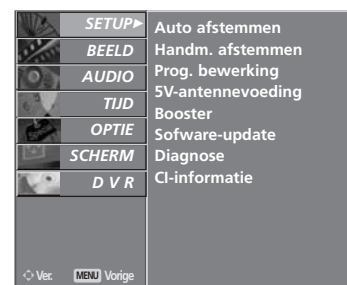 SETUP
BEELD
AUDIO
TIJD
OPTIE
SCHERM
D V R
Auto afstemmen
Handm. afstemmen
Prog. bewerking
5V-antennevoeding
Booster
Sofware-update
Diagnose
CI-informatie
Ver. MENU Vorige